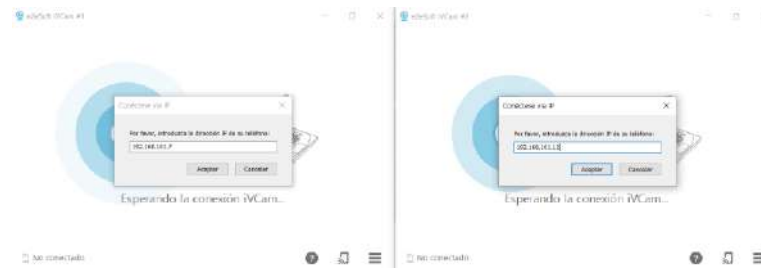 e2eSoft iVCam #1
Conéctese vía IP
Por favor, introduzca la dirección IP de su teléfono:
Aceptar Cancelar
Esperando la conexión iVCam...
No conectado
e2eSoft iVCam #1
Conéctese vía IP
Por favor, introduzca la dirección IP de su teléfono:
Aceptar Cancelar
Esperando la conexión iVCam...
No conectado